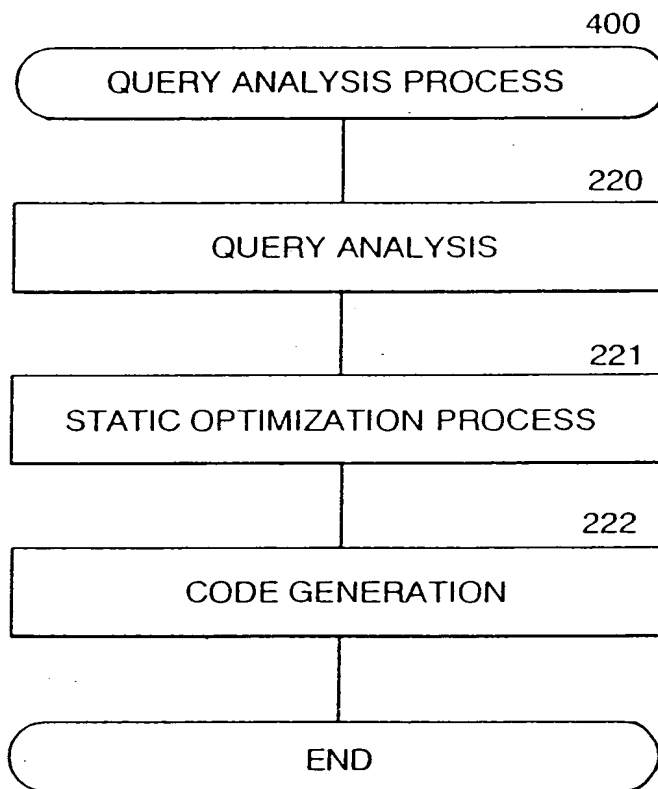 400
QUERY ANALYSIS PROCESS
220
QUERY ANALYSIS
221
STATIC OPTIMIZATION PROCESS
222
CODE GENERATION
END